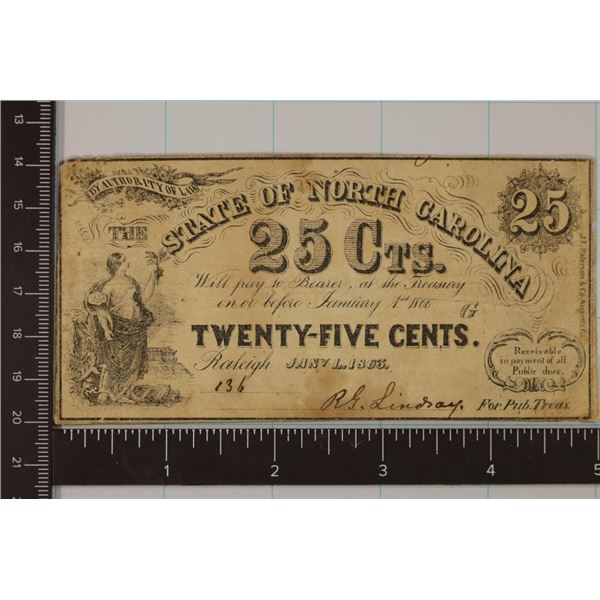 BY AUTHORITY OF LAW
THE STATE OF NORTH CAROLINA
25
25 CTS.
Will pay to Bearer, at the Treasury
on or before January 1st 1866
TWENTY-FIVE CENTS.
Raleigh JANY 1. 1863.
136
R.G. Lindsay. For Pub. Treas.
Receivable
in payment of all
Public dues.
13
14
15
16
17
18
19
20
21
1
2
3
4
5